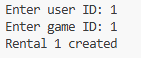 Enter user ID: 1
Enter game ID: 1
Rental 1 created